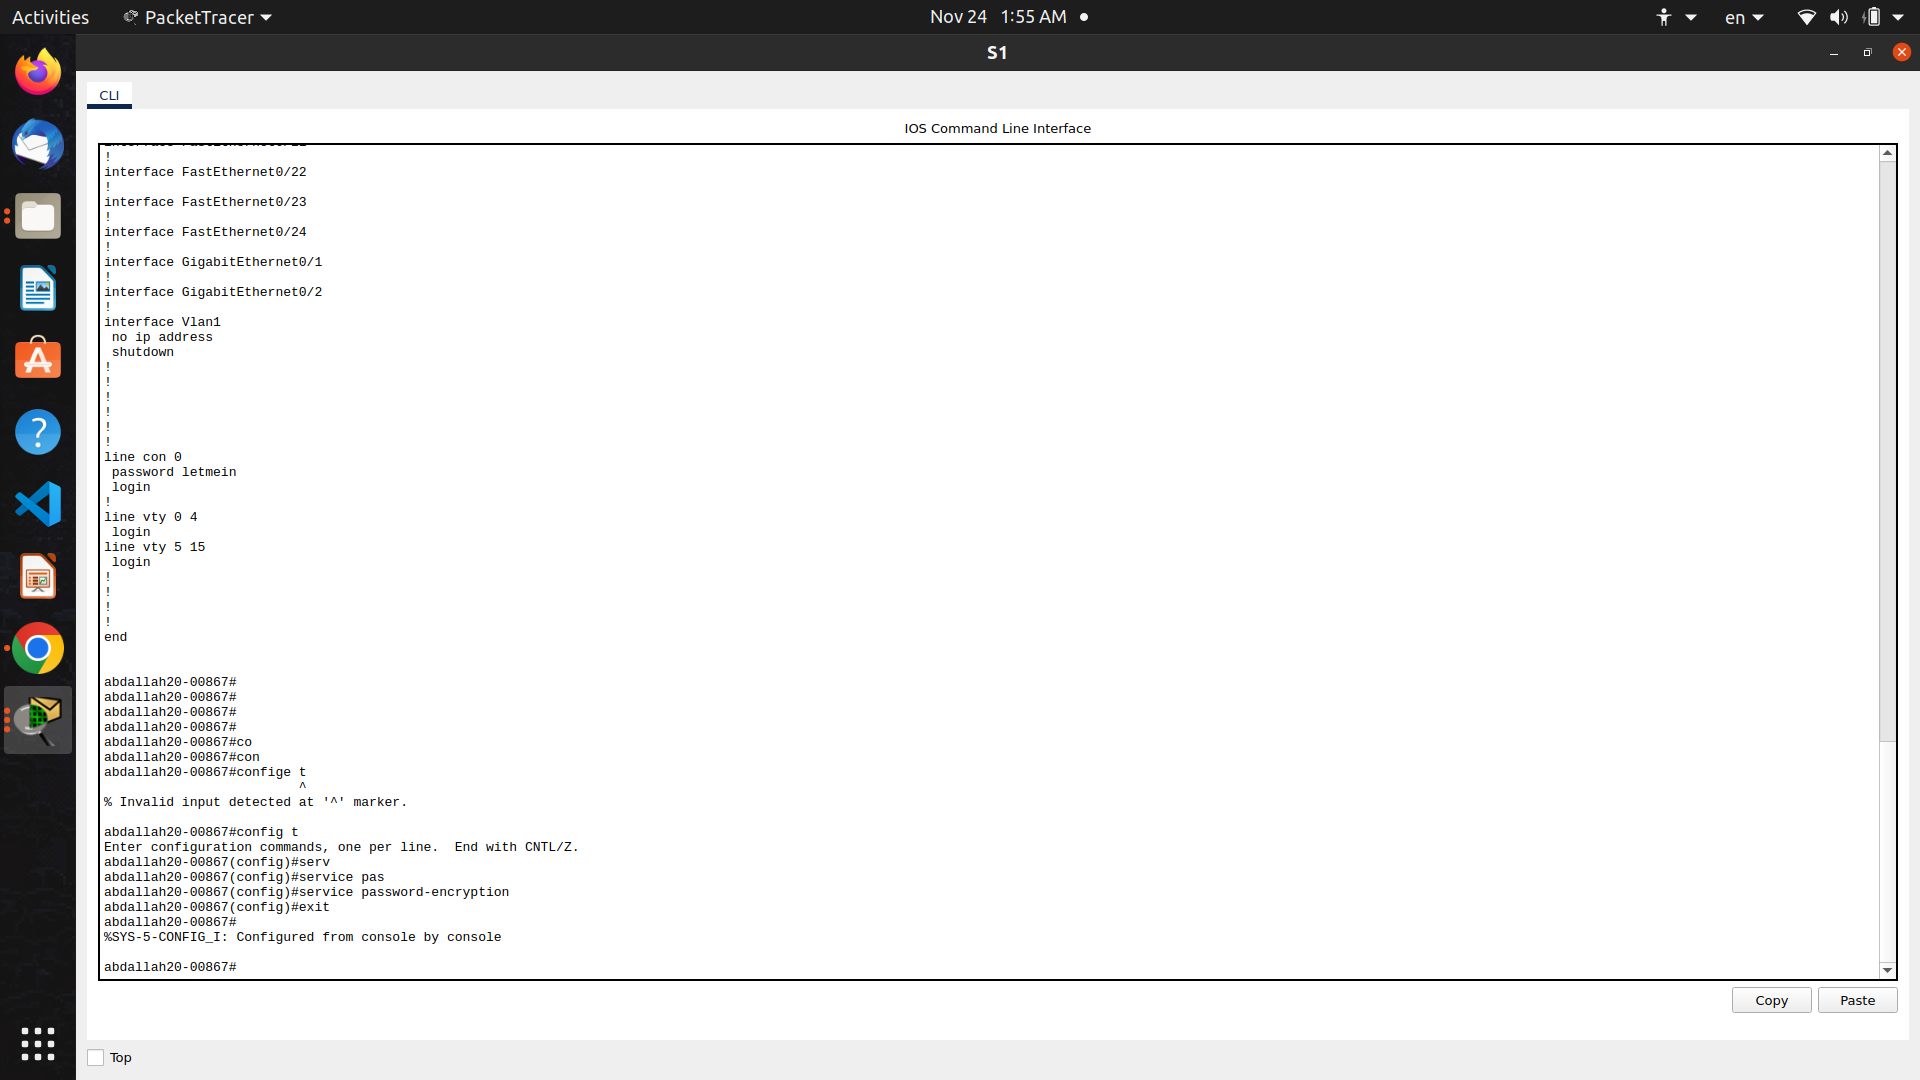 Activities
PacketTracer
Nov 24 1:55 AM
en
S1
CLI
IOS Command Line Interface
!
interface FastEthernet0/22
!
interface FastEthernet0/23
!
interface FastEthernet0/24
!
interface GigabitEthernet0/1
!
interface GigabitEthernet0/2
!
interface Vlan1
 no ip address
 shutdown
!
!
!
!
!
!
line con 0
 password letmein
 login
!
line vty 0 4
 login
line vty 5 15
 login
!
!
!
!
end
abdallah20-00867#
abdallah20-00867#
abdallah20-00867#
abdallah20-00867#
abdallah20-00867#co
abdallah20-00867#con
abdallah20-00867#confige t
^
% Invalid input detected at '^' marker.
abdallah20-00867#config t
Enter configuration commands, one per line.  End with CNTL/Z.
abdallah20-00867(config)#serv
abdallah20-00867(config)#service pas
abdallah20-00867(config)#service password-encryption
abdallah20-00867(config)#exit
abdallah20-00867#
%SYS-5-CONFIG_I: Configured from console by console
abdallah20-00867#
Copy
Paste
Top